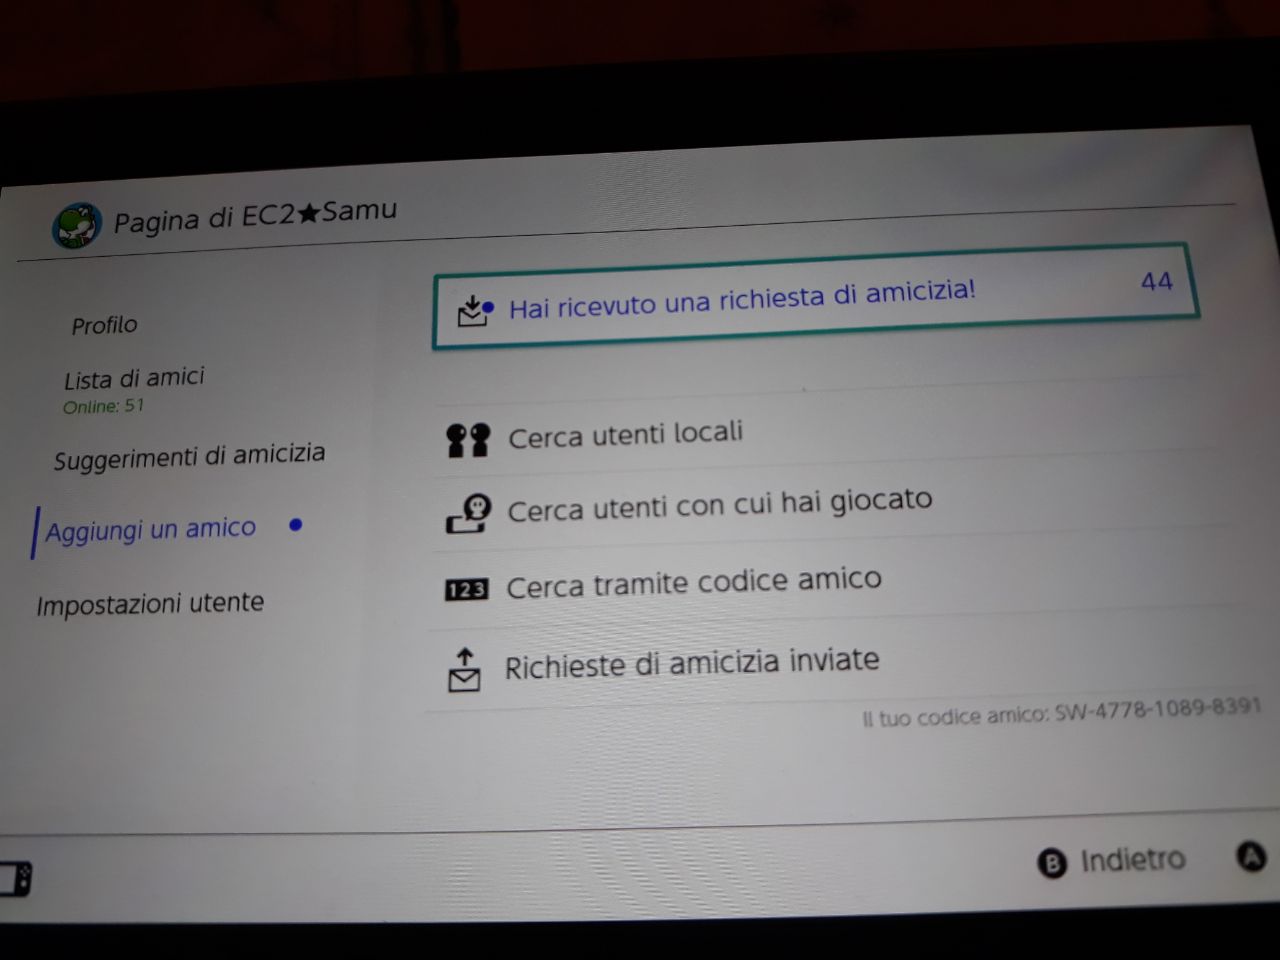 Pagina di EC2★Samu
Profilo
Lista di amici
Online: 51
Suggerimenti di amicizia
Aggiungi un amico
Impostazioni utente
Hai ricevuto una richiesta di amicizia! 44
Cerca utenti locali
Cerca utenti con cui hai giocato
123 Cerca tramite codice amico
Richieste di amicizia inviate
Il tuo codice amico: SW-4778-1089-8391
B Indietro A